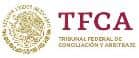 TFCA
TRIBUNAL FEDERAL DE
CONCILIACIÓN Y ARBITRAJE